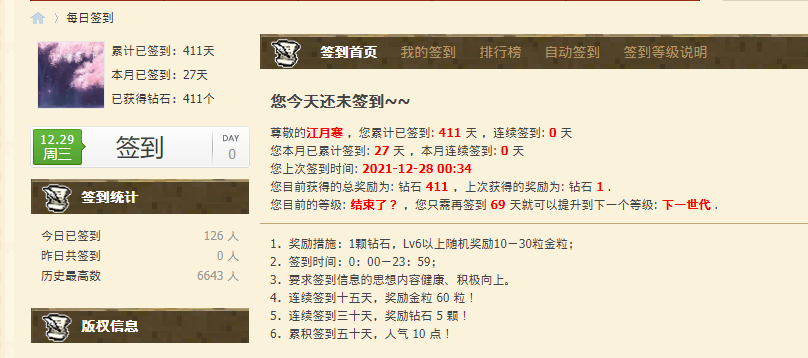 〉每日签到
累计已签到：411天
本月已签到：27天
已获得钻石：411个
12.29
周三
签到
DAY
0
签到统计
今日已签到 126 人
昨日共签到 0 人
历史最高数 6643 人
版权信息
签到首页 我的签到 排行榜 自动签到 签到等级说明
您今天还未签到~~
尊敬的江月寒，您累计已签到: 411 天，连续签到: 0 天
您本月已累计签到: 27 天，本月连续签到: 0 天
您上次签到时间: 2021-12-28 00:34
您目前获得的总奖励为: 钻石 411，上次获得的奖励为: 钻石 1 .
您目前的等级: 结束了？，您只需再签到 69 天就可以提升到下一个等级: 下一世代 .
1．奖励措施：1颗钻石，Lv6以上随机奖励10－30粒金粒；
2．签到时间：0：00－23：59；
3．要求签到信息的思想内容健康、积极向上。
4．连续签到十五天，奖励金粒 60 粒！
5．连续签到三十天，奖励钻石 5 颗！
6．累积签到五十天，人气 10 点！